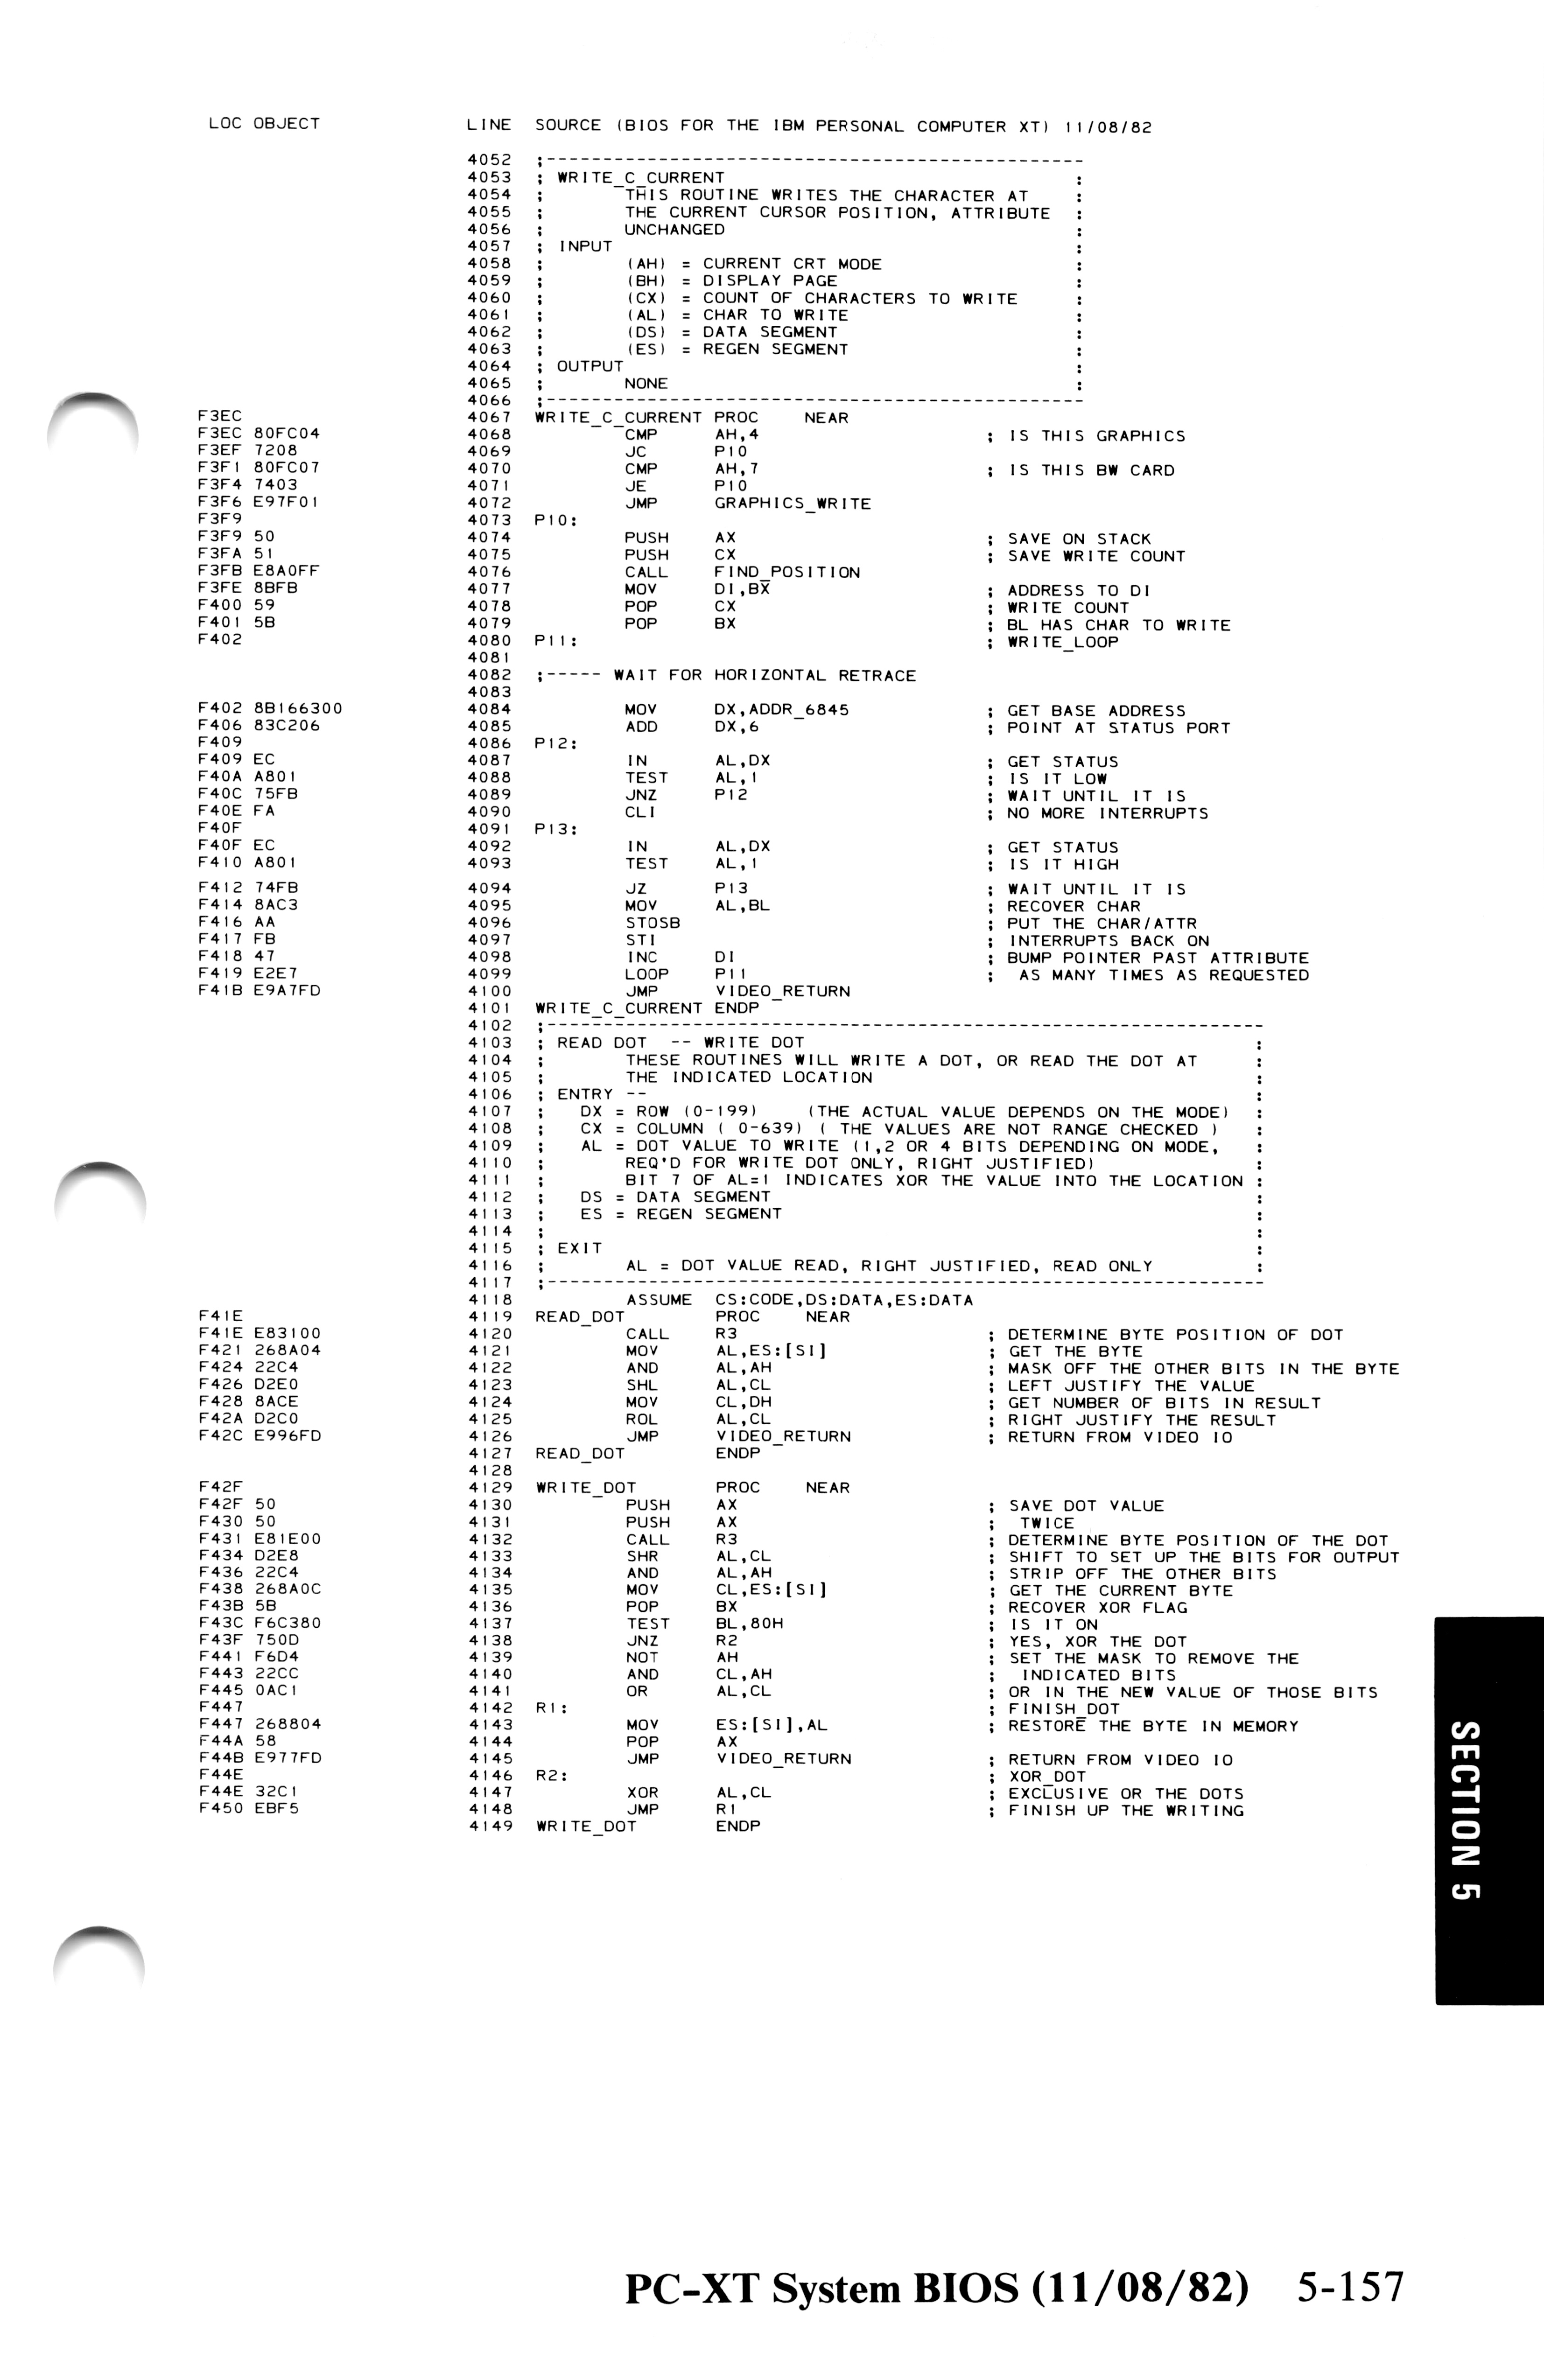 LOC OBJECT LINE SOURCE (BIOS FOR THE IBM PERSONAL COMPUTER XT) 11/08/82
4052 ;------------------------------------------------
4053 ; WRITE_C_CURRENT :
4054 ; THIS ROUTINE WRITES THE CHARACTER AT :
4055 ; THE CURRENT CURSOR POSITION, ATTRIBUTE :
4056 ; UNCHANGED :
4057 ; INPUT :
4058 ; (AH) = CURRENT CRT MODE :
4059 ; (BH) = DISPLAY PAGE :
4060 ; (CX) = COUNT OF CHARACTERS TO WRITE :
4061 ; (AL) = CHAR TO WRITE :
4062 ; (DS) = DATA SEGMENT :
4063 ; (ES) = REGEN SEGMENT :
4064 ; OUTPUT :
4065 ; NONE :
4066 ;------------------------------------------------
F3EC 4067 WRITE_C_CURRENT PROC NEAR
F3EC 80FC04 4068 CMP AH,4 ; IS THIS GRAPHICS
F3EF 7208 4069 JC P10
F3F1 80FC07 4070 CMP AH,7 ; IS THIS BW CARD
F3F4 7403 4071 JE P10
F3F6 E97F01 4072 JMP GRAPHICS_WRITE
F3F9 4073 P10:
F3F9 50 4074 PUSH AX ; SAVE ON STACK
F3FA 51 4075 PUSH CX ; SAVE WRITE COUNT
F3FB E8A0FF 4076 CALL FIND_POSITION
F3FE 8BFB 4077 MOV DI,BX ; ADDRESS TO DI
F400 59 4078 POP CX ; WRITE COUNT
F401 5B 4079 POP BX ; BL HAS CHAR TO WRITE
F402 4080 P11: ; WRITE_LOOP
4081
4082 ;----- WAIT FOR HORIZONTAL RETRACE
4083
F402 8B166300 4084 MOV DX,ADDR_6845 ; GET BASE ADDRESS
F406 83C206 4085 ADD DX,6 ; POINT AT STATUS PORT
F409 4086 P12:
F409 EC 4087 IN AL,DX ; GET STATUS
F40A A801 4088 TEST AL,1 ; IS IT LOW
F40C 75FB 4089 JNZ P12 ; WAIT UNTIL IT IS
F40E FA 4090 CLI ; NO MORE INTERRUPTS
F40F 4091 P13:
F40F EC 4092 IN AL,DX ; GET STATUS
F410 A801 4093 TEST AL,1 ; IS IT HIGH
F412 74FB 4094 JZ P13 ; WAIT UNTIL IT IS
F414 8AC3 4095 MOV AL,BL ; RECOVER CHAR
F416 AA 4096 STOSB ; PUT THE CHAR/ATTR
F417 FB 4097 STI ; INTERRUPTS BACK ON
F418 47 4098 INC DI ; BUMP POINTER PAST ATTRIBUTE
F419 E2E7 4099 LOOP P11 ; AS MANY TIMES AS REQUESTED
F41B E9A7FD 4100 JMP VIDEO_RETURN
4101 WRITE_C_CURRENT ENDP
4102 ;----------------------------------------------------------------
4103 ; READ DOT -- WRITE DOT :
4104 ; THESE ROUTINES WILL WRITE A DOT, OR READ THE DOT AT :
4105 ; THE INDICATED LOCATION :
4106 ; ENTRY -- :
4107 ; DX = ROW (0-199) (THE ACTUAL VALUE DEPENDS ON THE MODE) :
4108 ; CX = COLUMN ( 0-639) ( THE VALUES ARE NOT RANGE CHECKED ) :
4109 ; AL = DOT VALUE TO WRITE (1,2 OR 4 BITS DEPENDING ON MODE, :
4110 ; REQ'D FOR WRITE DOT ONLY, RIGHT JUSTIFIED) :
4111 ; BIT 7 OF AL=1 INDICATES XOR THE VALUE INTO THE LOCATION :
4112 ; DS = DATA SEGMENT :
4113 ; ES = REGEN SEGMENT :
4114 ; :
4115 ; EXIT :
4116 ; AL = DOT VALUE READ, RIGHT JUSTIFIED, READ ONLY :
4117 ;----------------------------------------------------------------
4118 ASSUME CS:CODE,DS:DATA,ES:DATA
F41E 4119 READ_DOT PROC NEAR
F41E E83100 4120 CALL R3 ; DETERMINE BYTE POSITION OF DOT
F421 268A04 4121 MOV AL,ES:[SI] ; GET THE BYTE
F424 22C4 4122 AND AL,AH ; MASK OFF THE OTHER BITS IN THE BYTE
F426 D2E0 4123 SHL AL,CL ; LEFT JUSTIFY THE VALUE
F428 8ACE 4124 MOV CL,DH ; GET NUMBER OF BITS IN RESULT
F42A D2C0 4125 ROL AL,CL ; RIGHT JUSTIFY THE RESULT
F42C E996FD 4126 JMP VIDEO_RETURN ; RETURN FROM VIDEO IO
4127 READ_DOT ENDP
4128
F42F 4129 WRITE_DOT PROC NEAR
F42F 50 4130 PUSH AX ; SAVE DOT VALUE
F430 50 4131 PUSH AX ; TWICE
F431 E81E00 4132 CALL R3 ; DETERMINE BYTE POSITION OF THE DOT
F434 D2E8 4133 SHR AL,CL ; SHIFT TO SET UP THE BITS FOR OUTPUT
F436 22C4 4134 AND AL,AH ; STRIP OFF THE OTHER BITS
F438 268A0C 4135 MOV CL,ES:[SI] ; GET THE CURRENT BYTE
F43B 5B 4136 POP BX ; RECOVER XOR FLAG
F43C F6C380 4137 TEST BL,80H ; IS IT ON
F43F 750D 4138 JNZ R2 ; YES, XOR THE DOT
F441 F6D4 4139 NOT AH ; SET THE MASK TO REMOVE THE
F443 22CC 4140 AND CL,AH ; INDICATED BITS
F445 0AC1 4141 OR AL,CL ; OR IN THE NEW VALUE OF THOSE BITS
F447 4142 R1: ; FINISH_DOT
F447 268804 4143 MOV ES:[SI],AL ; RESTORE THE BYTE IN MEMORY
F44A 58 4144 POP AX
F44B E977FD 4145 JMP VIDEO_RETURN ; RETURN FROM VIDEO IO
F44E 4146 R2: ; XOR_DOT
F44E 32C1 4147 XOR AL,CL ; EXCLUSIVE OR THE DOTS
F450 EBF5 4148 JMP R1 ; FINISH UP THE WRITING
4149 WRITE_DOT ENDP
SECTION 5
PC-XT System BIOS (11/08/82) 5-157